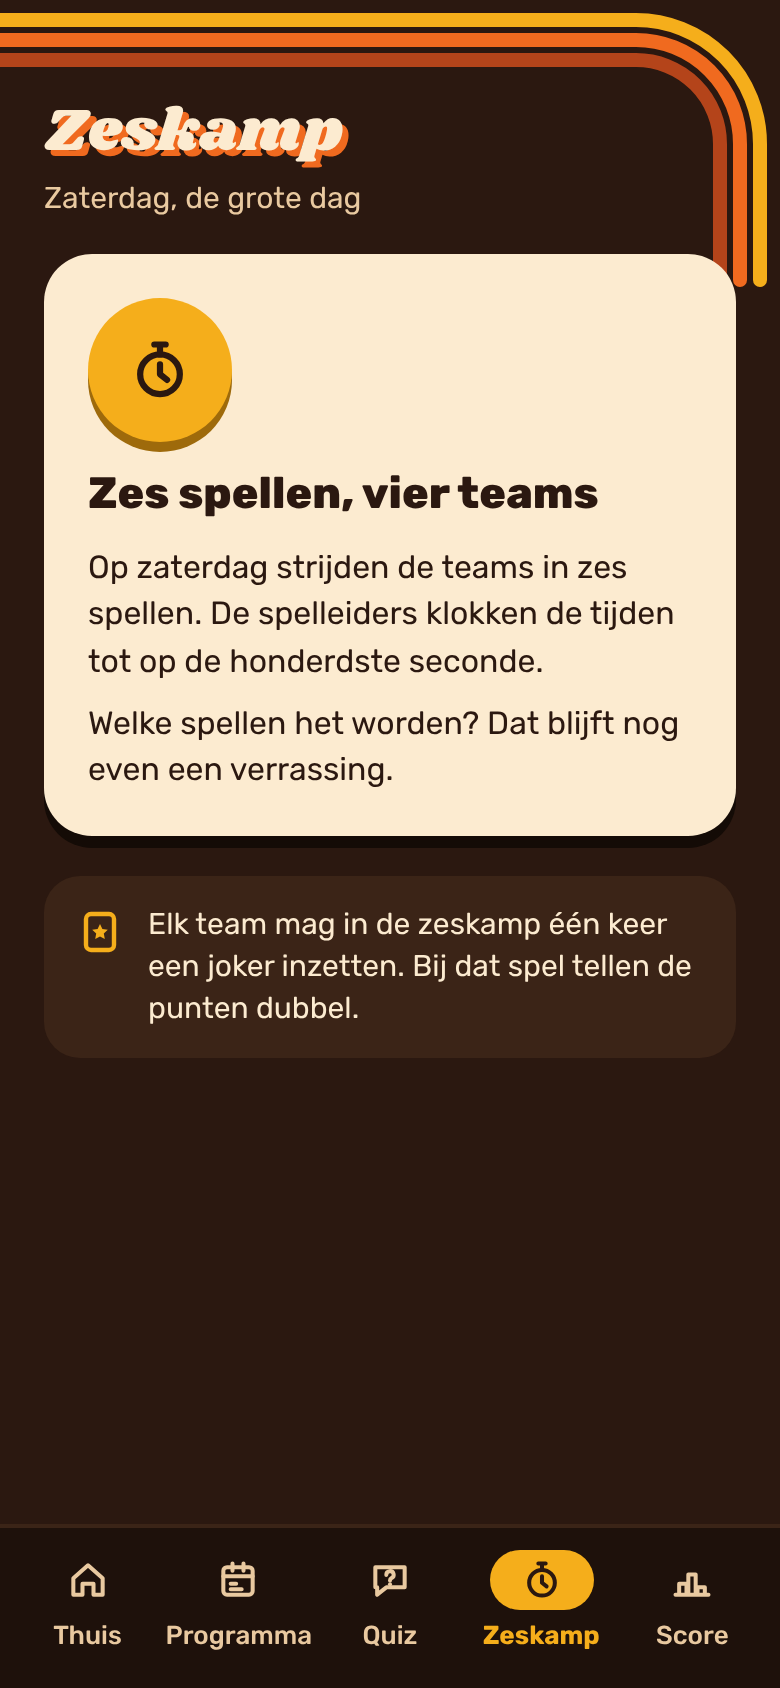 Zeskamp
Zaterdag, de grote dag
Zes spellen, vier teams
Op zaterdag strijden de teams in zes
spellen. De spelleiders klokken de tijden
tot op de honderdste seconde.
Welke spellen het worden? Dat blijft nog
even een verrassing.
Elk team mag in de zeskamp één keer
een joker inzetten. Bij dat spel tellen de
punten dubbel.
Thuis
Programma
Quiz
Zeskamp
Score